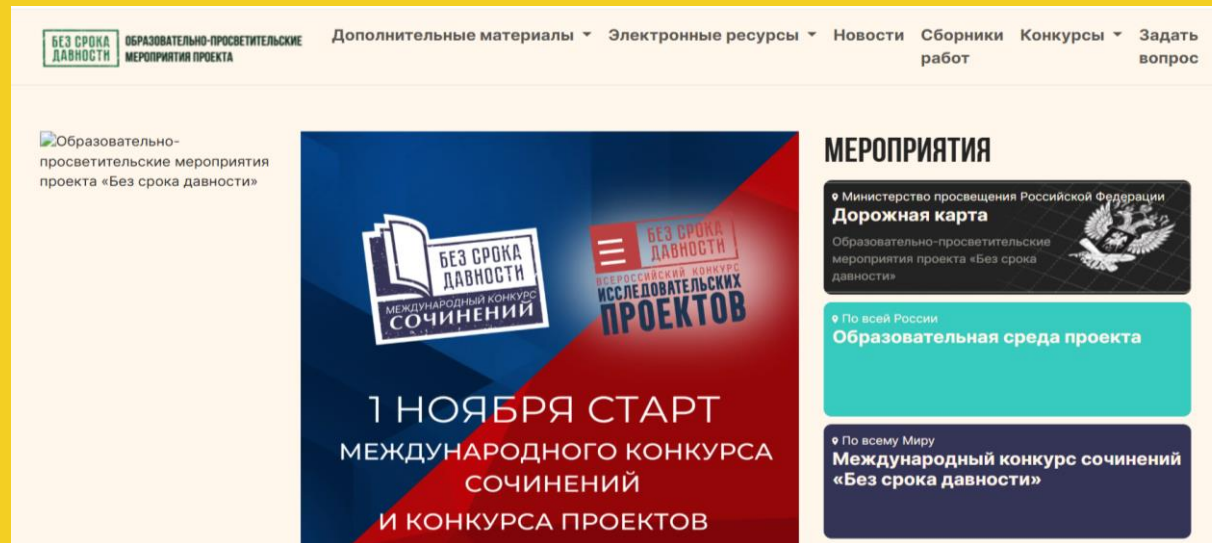 БЕЗ СРОКА
ДАВНОСТИ
ОБРАЗОВАТЕЛЬНО-ПРОСВЕТИТЕЛЬСКИЕ
МЕРОПРИЯТИЯ ПРОЕКТА
Дополнительные материалы
Электронные ресурсы
Новости
Сборники
работ
Конкурсы
Задать
вопрос
Образовательно-
просветительские мероприятия
проекта «Без срока давности»
БЕЗ СРОКА
ДАВНОСТИ
МЕЖДУНАРОДНЫЙ КОНКУРС
СОЧИНЕНИЙ
БЕЗ СРОКА
ДАВНОСТИ
ВСЕРОССИЙСКИЙ КОНКУРС
ИССЛЕДОВАТЕЛЬСКИХ
ПРОЕКТОВ
1 НОЯБРЯ СТАРТ
МЕЖДУНАРОДНОГО КОНКУРСА
СОЧИНЕНИЙ
И КОНКУРСА ПРОЕКТОВ
МЕРОПРИЯТИЯ
Министерство просвещения Российской Федерации
Дорожная карта
Образовательно-просветительские
мероприятия проекта «Без срока
давности»
По всей России
Образовательная среда проекта
По всему Миру
Международный конкурс сочинений
«Без срока давности»